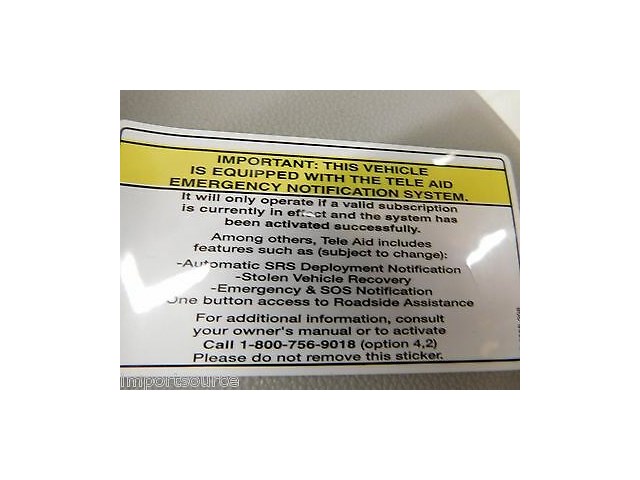 IMPORTANT: THIS VEHICLE
IS EQUIPPED WITH THE TELE AID
EMERGENCY NOTIFICATION SYSTEM.
It will only operate if a valid subscription
is currently in effect and the system has
been activated successfully.
Among others, Tele Aid includes
features such as (subject to change):
-Automatic SRS Deployment Notification
-Stolen Vehicle Recovery
-Emergency & SOS Notification
One button access to Roadside Assistance
For additional information, consult
your owner's manual or to activate
Call 1-800-756-9018 (option 4,2)
Please do not remove this sticker.
importsource